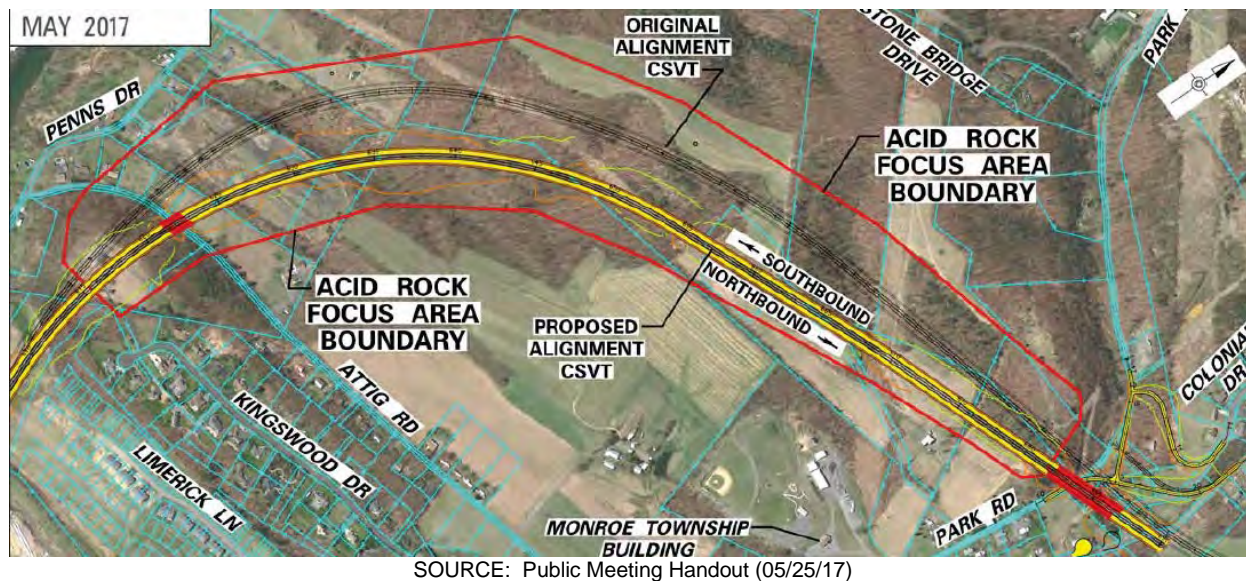 MAY 2017
PENNS DR
ORIGINAL
ALIGNMENT
CSVT
STONE BRIDGE
DRIVE
PARK
ACID ROCK
FOCUS AREA
BOUNDARY
SOUTHBOUND
NORTHBOUND
ACID ROCK
FOCUS AREA
BOUNDARY
PROPOSED
ALIGNMENT
CSVT
COLONIAL
DR
ATTIG RD
KINGSWOOD DR
LIMERICK LN
PARK RD
MONROE TOWNSHIP
BUILDING
SOURCE: Public Meeting Handout (05/25/17)